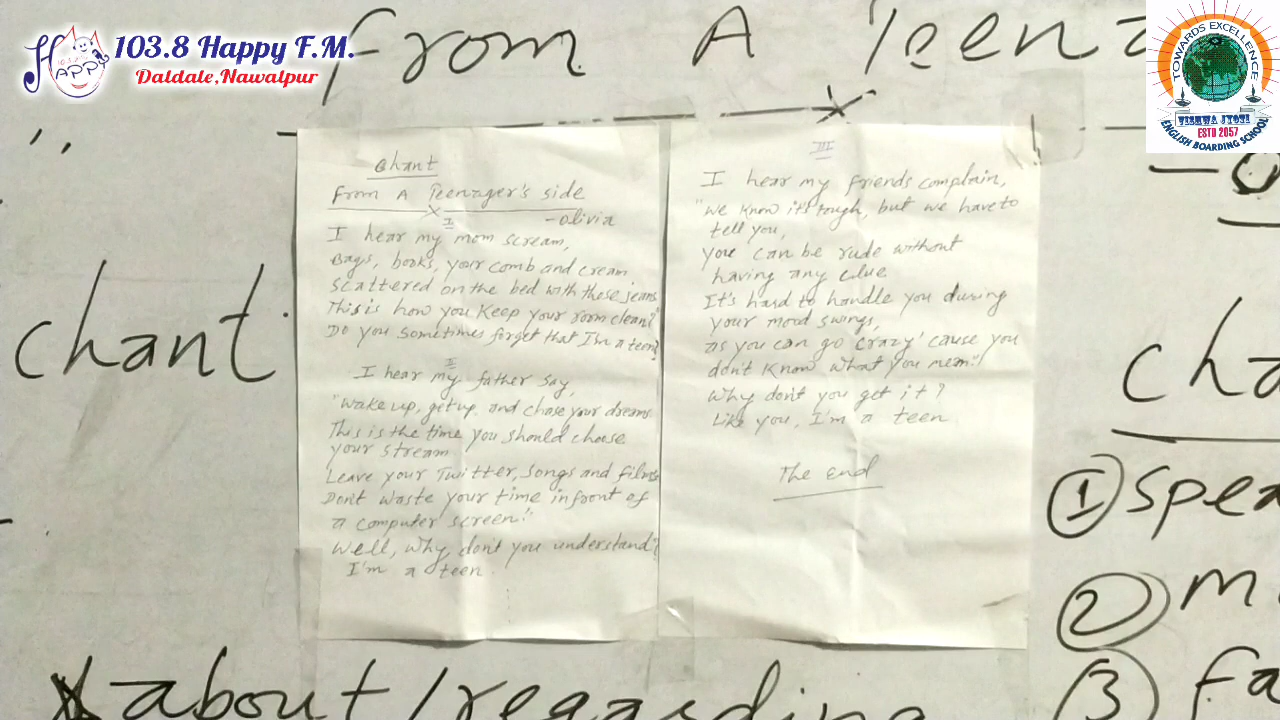 103.8 Happy F.M.
Daldale,Nawalpur
HAPPY
TOWARDS EXCELLENCE
VISHWA JYOTI
ESTD 2057
ENGLISH BOARDING SCHOOL
From A Teena
Chant
From A Teenager's side
I
-olivia
I hear my mom scream,
Bags, books, your comb and cream
scattered on the bed with these jeans
This is how you keep your room clean?"
Do you sometimes forget that I'm a teen?
II
I hear my father say,
"Wake up, get up and chase your dreams
This is the time you should choose
your stream
Leave your Twitter, songs and films
Don't waste your time infront of
a computer screen."
Well, why don't you understand?
I'm a teen.
III
I hear my friends complain,
"We know it's tough, but we have to
tell you,
you can be rude without
having any clue
It's hard to handle you during
your mood swings,
as you can go crazy 'cause you
don't know what you mean."
Why don't you get it?
Like you, I'm a teen.
The End
chant
cha
① spea
② m
③ Fa
about/regarding